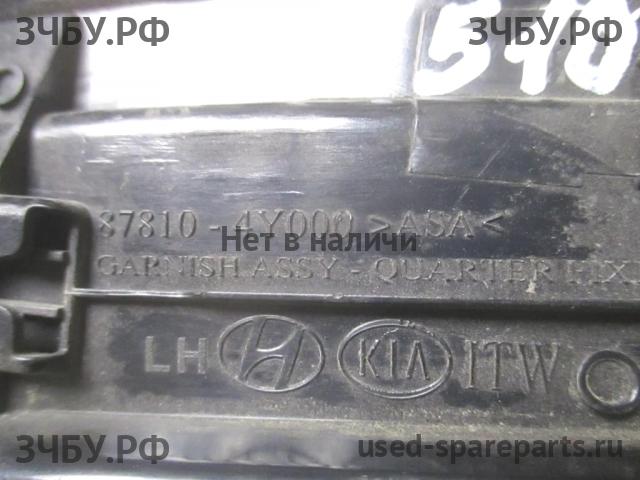 ЗЧБУ.РФ ЗЧБУ.РФ
87810 - 4Y000 >ASA<
Нет в наличии
GARNISH ASSY - QUARTER FIX
LH H KIA ITW
ЗЧБУ.РФ used-spareparts.ru